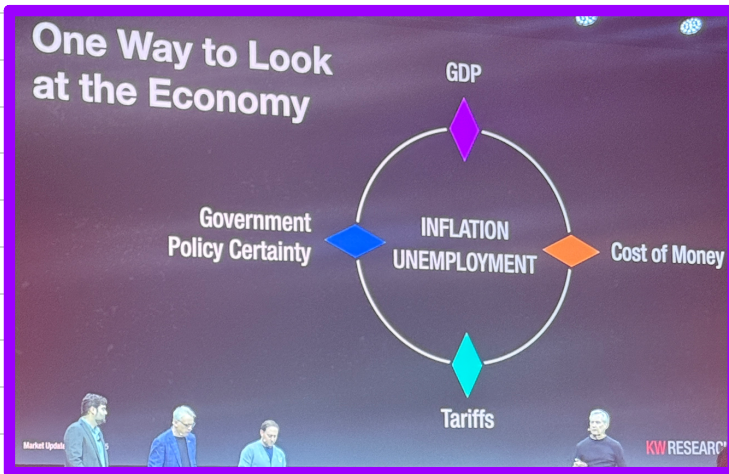 One Way to Look
at the Economy
GDP
Government
Policy Certainty
INFLATION
UNEMPLOYMENT
Cost of Money
Tariffs
Market
KW RESEARCH